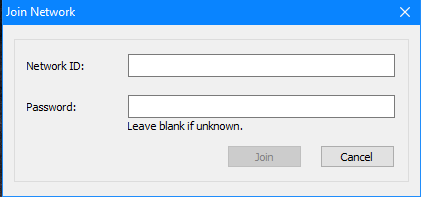 Join Network
Network ID:
Password:
Leave blank if unknown.
Join
Cancel